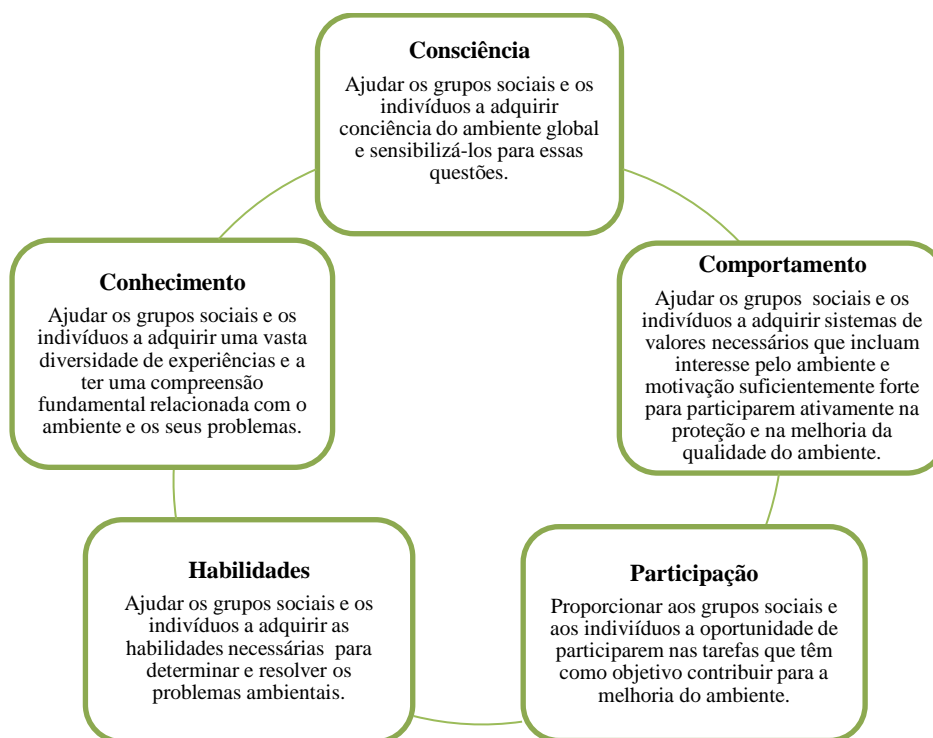 Consciência
Ajudar os grupos sociais e os
indivíduos a adquirir
conciência do ambiente global
e sensibilizá-los para essas
questões.
Comportamento
Ajudar os grupos sociais e os
indivíduos a adquirir sistemas de
valores necessários que incluam
interesse pelo ambiente e
motivação suficientemente forte
para participarem ativamente na
proteção e na melhoria da
qualidade do ambiente.
Participação
Proporcionar aos grupos sociais e
aos indiviíduos a oportunidade de
participarem nas tarefas que têm
como objetivo contribuir para a
melhoria do ambiente.
Habilidades
Ajudar os grupos sociais e os
indivíduos a adquirir as
habilidades necessárias para
determinar e resolver os
problemas ambientais.
Conhecimento
Ajudar os grupos sociais e os
indivíduos a adquirir uma vasta
diversidade de experiências e a
ter uma compreensão
fundamental relacionada com o
ambiente e os seus problemas.